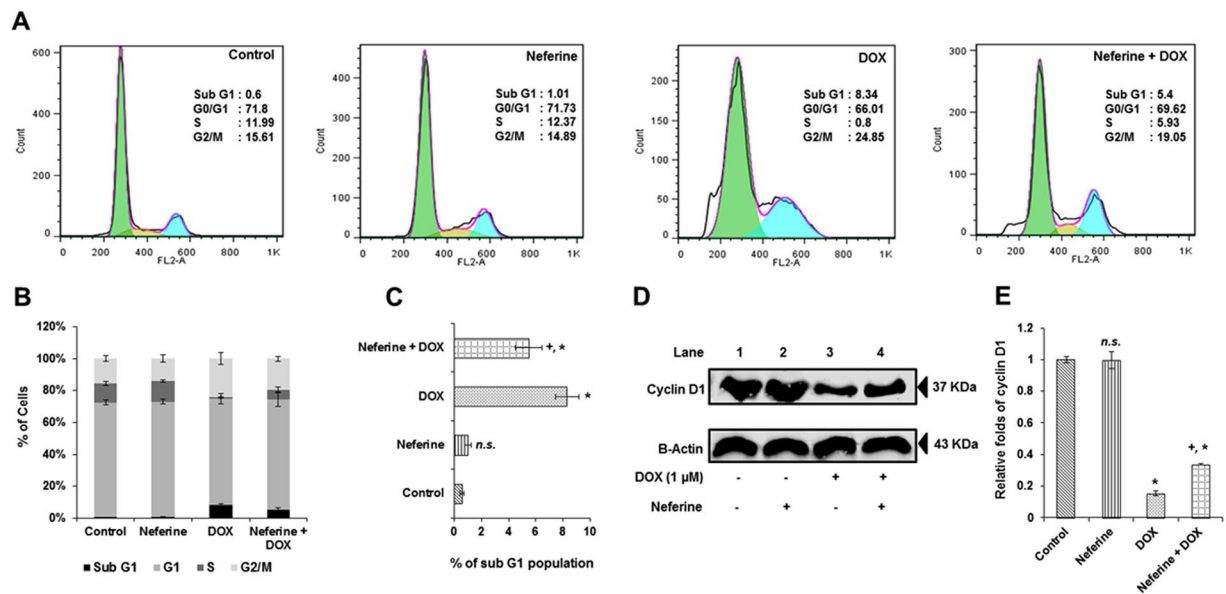 A
Control
Sub G1 : 0.6
G0/G1 : 71.8
S : 11.99
G2/M : 15.61
600
400
200
0
Count
0 200 400 600 800 1K
FL2-A
Neferine
Sub G1 : 1.01
G0/G1 : 71.73
S : 12.37
G2/M : 14.89
400
300
200
100
0
Count
0 200 400 600 800 1K
FL2-A
DOX
Sub G1 : 8.34
G0/G1 : 66.01
S : 0.8
G2/M : 24.85
200
150
100
50
0
Count
0 200 400 600 800 1K
FL2-A
Neferine + DOX
Sub G1 : 5.4
G0/G1 : 69.62
S : 5.93
G2/M : 19.05
300
200
100
0
Count
0 200 400 600 800 1K
FL2-A
B
120%
100%
80%
60%
40%
20%
0%
% of Cells
Control Neferine DOX Neferine + DOX
Sub G1 G1 S G2/M
C
Neferine + DOX +, *
DOX *
Neferine n.s.
Control
0 2 4 6 8 10
% of sub G1 population
D
Lane 1 2 3 4
Cyclin D1 37 KDa
B-Actin 43 KDa
DOX (1 µM) - - + +
Neferine - + - +
E
1.2
1
0.8
0.6
0.4
0.2
0
Relative folds of cyclin D1
n.s.
*
+, *
Control Neferine DOX Neferine + DOX